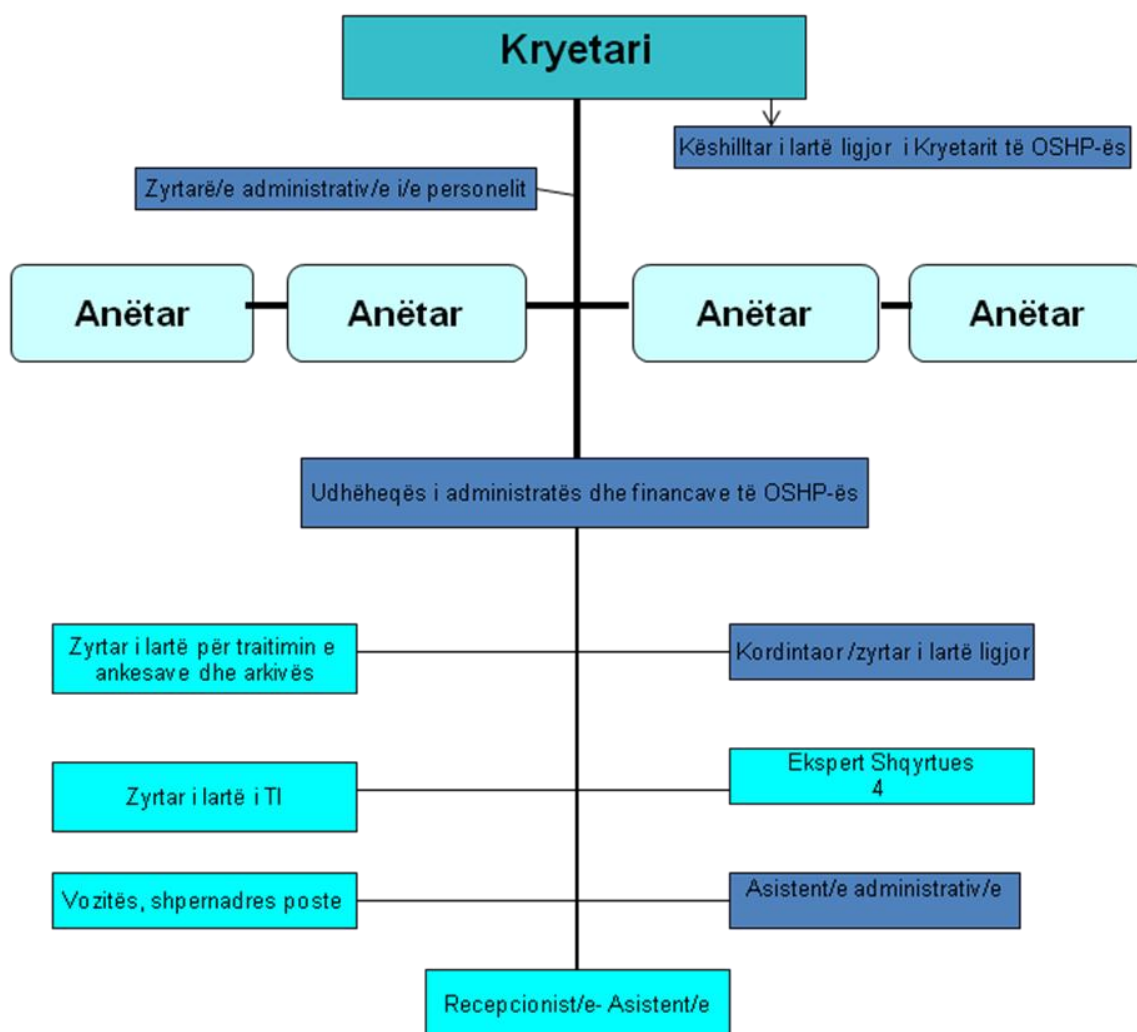 Kryetari
Këshilltar i lartë ligjor i Kryetarit të OSHP-ës
Zyrtarë/e administrativ/e i/e personelit
Anëtar
Anëtar
Anëtar
Anëtar
Udhëheqës i administratës dhe financave të OSHP-ës
Zyrtar i lartë për traitimin e
ankesave dhe arkivës
Kordintaor /zyrtar i lartë ligjor
Zyrtar i lartë i TI
Ekspert Shqyrtues
4
Vozitës, shpernadres poste
Asistent/e administrativ/e
Recepcionist/e- Asistent/e